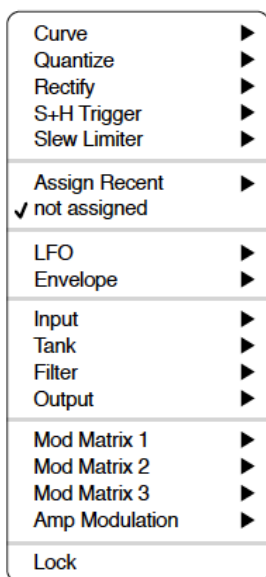 Curve
Quantize
Rectify
S+H Trigger
Slew Limiter
Assign Recent
not assigned
LFO
Envelope
Input
Tank
Filter
Output
Mod Matrix 1
Mod Matrix 2
Mod Matrix 3
Amp Modulation
Lock